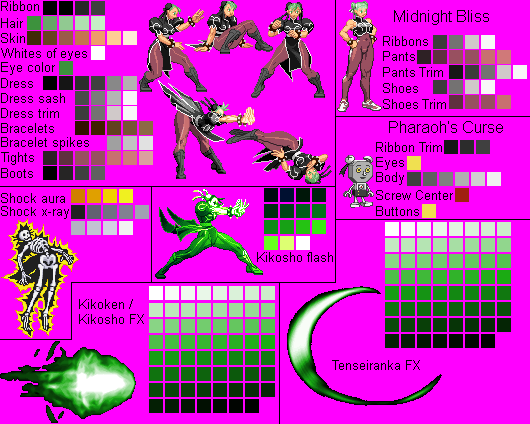 Ribbon
Hair
Skin
Whites of eyes
Eye color
Dress
Dress sash
Dress trim
Bracelets
Bracelet spikes
Tights
Boots
Midnight Bliss
Ribbons
Pants
Pants Trim
Shoes
Shoes Trim
Pharaoh's Curse
Ribbon Trim
Eyes
Body
Screw Center
Buttons
Shock aura
Shock x-ray
Kikosho flash
Kikoken /
Kikosho FX
Tenseiranka FX